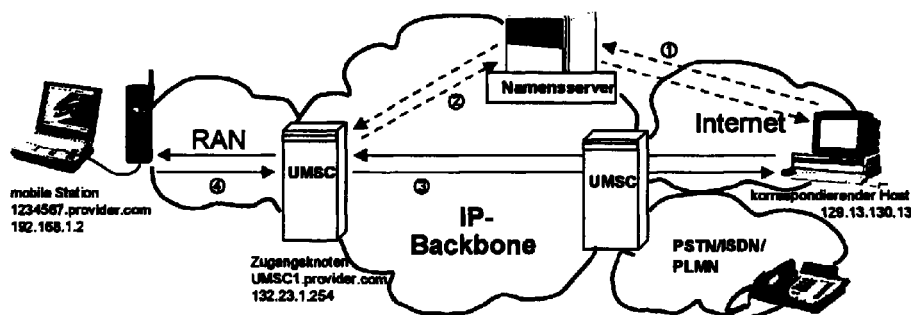 ①
Namensserver
②
Internet
RAN
UMSC
UMSC
④
③
mobile Station
1234567.provider.com
192.168.1.2
korrespondierender Host
129.13.130.13
IP-
Backbone
PSTN/ISDN/
PLMN
Zugangsknoten
UMSC1.provider.com
132.23.1.254